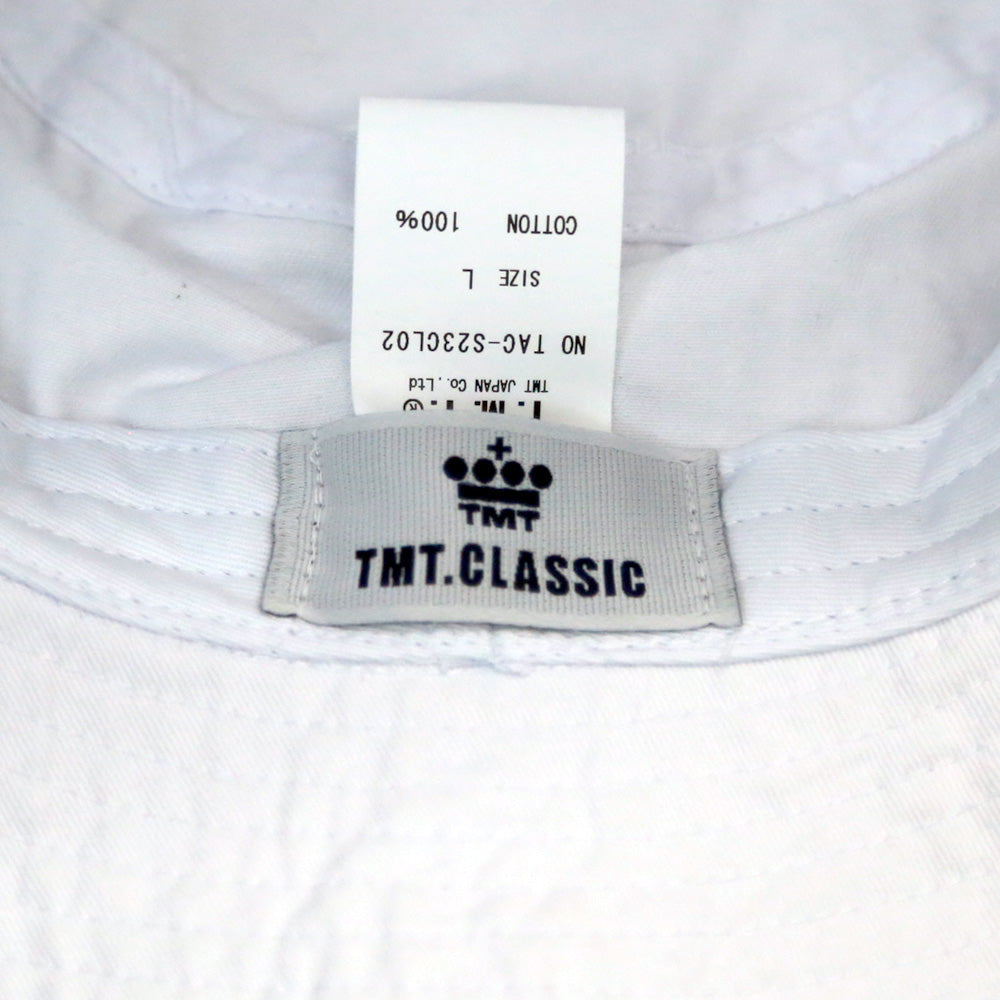 T.M.T.®
TMT JAPAN Co.,Ltd
NO TAC-S23CL02
SIZE L
COTTON 100%
TMT
TMT.CLASSIC